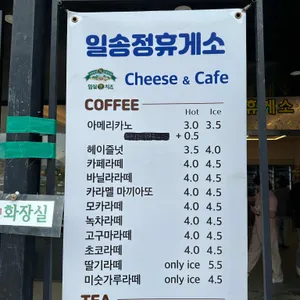 일송정휴게소
임실N치즈
Cheese & Cafe
COFFEE Hot Ice
아메리카노 3.0 3.5
+ 0.5
헤이즐넛 3.5 4.0
카페라떼 4.0 4.5
바닐라라떼 4.0 4.5
카라멜 마끼아또 4.0 4.5
모카라떼 4.0 4.5
녹차라떼 4.0 4.5
고구마라떼 4.0 4.5
초코라떼 4.0 4.5
딸기라떼 only ice 5.5
미숫가루라떼 only ice 4.5
TEA
화장실